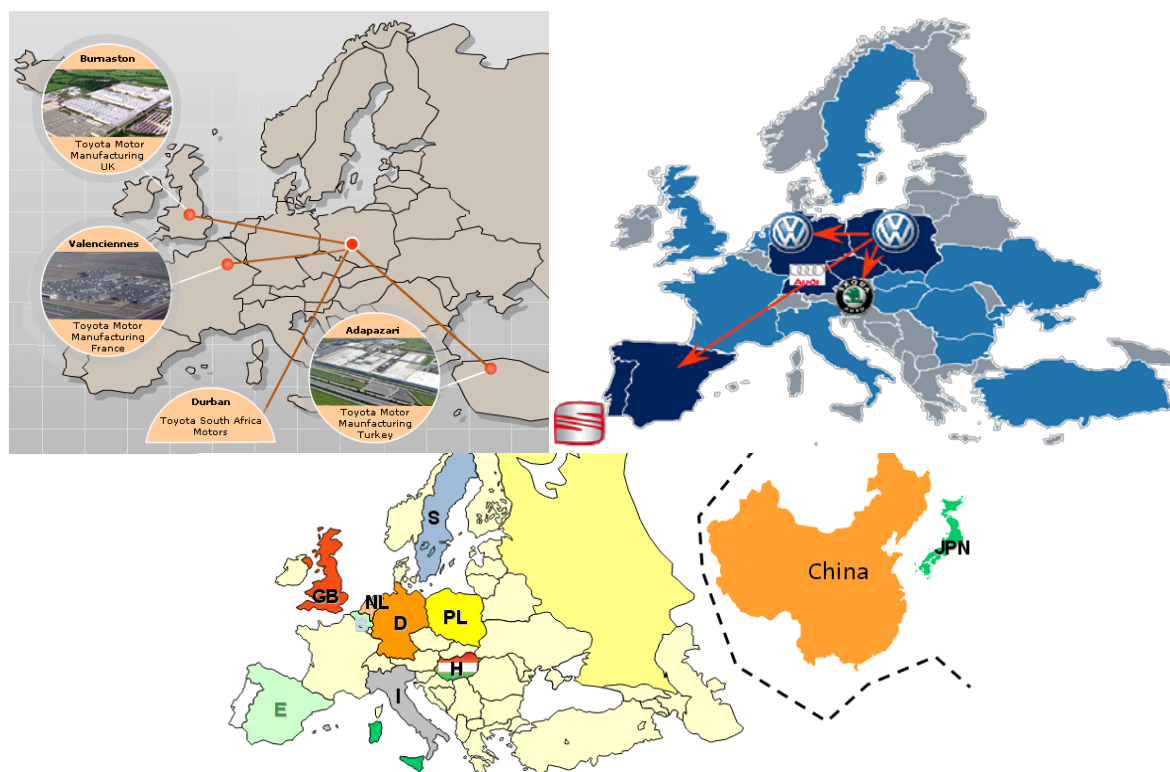 Burnaston
Toyota Motor
Manufacturing
UK
Valenciennes
Toyota Motor
Manufacturing
France
Adapazari
Toyota Motor
Maunfacturing
Turkey
Durban
Toyota South Africa
Motors
Audi
S
GB
NL
D
PL
H
I
E
China
JPN